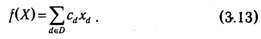 f(X) = ∑_{d∈D} c_d x_d . (3.13)